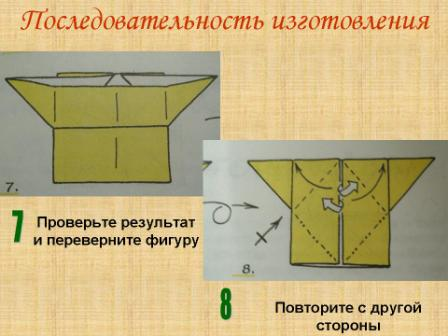 Последовательность изготовления
7.
7 Проверьте результат
и переверните фигуру
8.
8 Повторите с другой
стороны